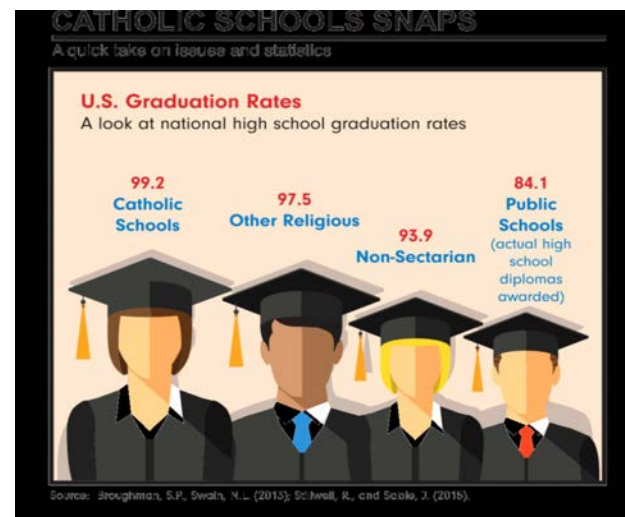 CATHOLIC SCHOOLS SNAPS
A quick take on issues and statistics
U.S. Graduation Rates
A look at national high school graduation rates
99.2
Catholic
Schools
97.5
Other Religious
93.9
Non-Sectarian
84.1
Public
Schools
(actual high
school
diplomas
awarded)
Source: Broughman, S.P., Swain, N.L. (2013); Stillwell, R., and Sable, J. (2015).